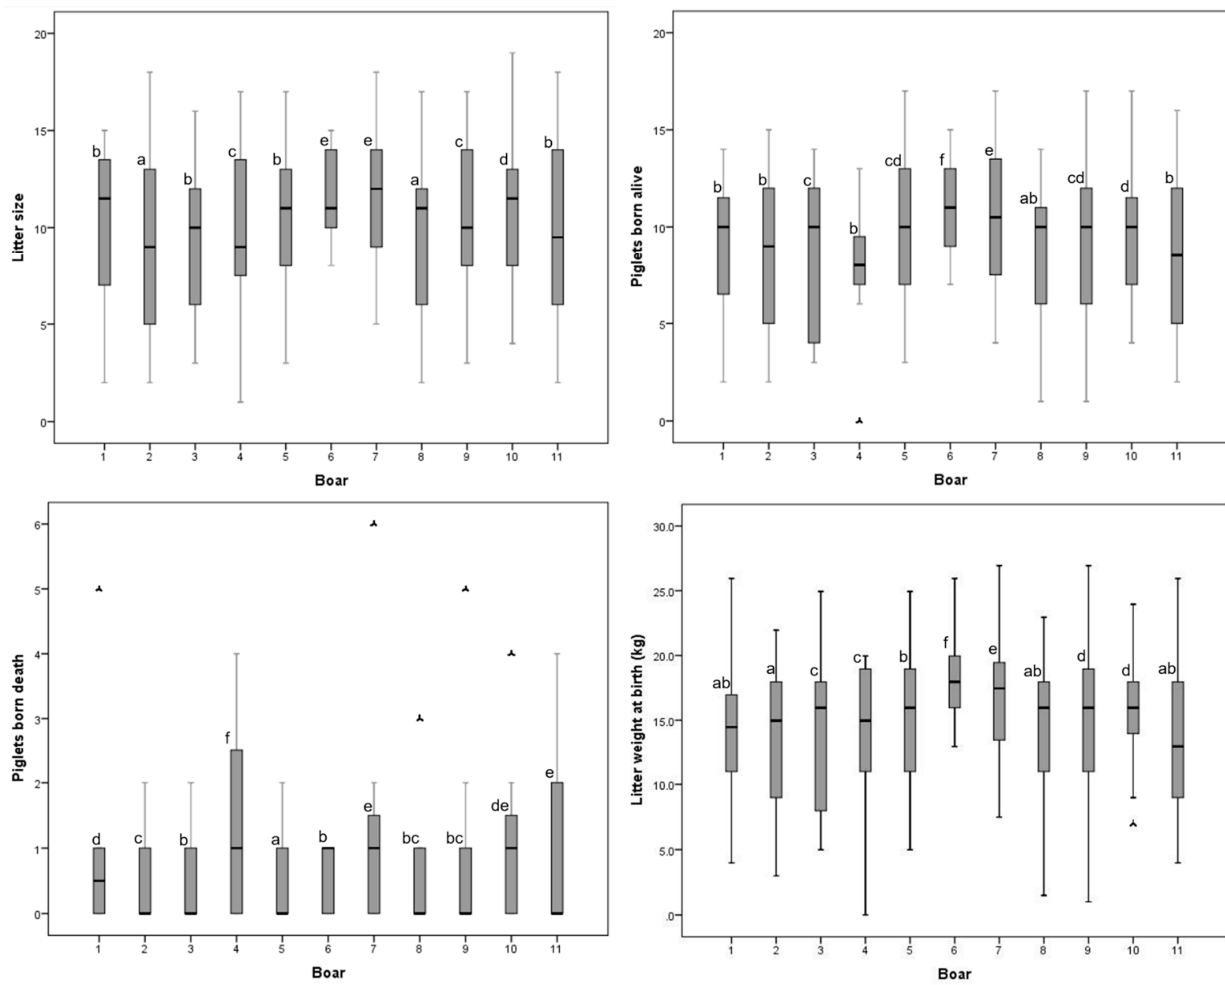 20
15
10
5
0
Litter size
b a b c b e e a c d b
1 2 3 4 5 6 7 8 9 10 11
Boar
20
15
10
5
0
Piglets born alive
b b c b cd f e ab cd d b
1 2 3 4 5 6 7 8 9 10 11
Boar
6
5
4
3
2
1
0
Piglets born death
d c b f a b e bc bc de e
1 2 3 4 5 6 7 8 9 10 11
Boar
30.0
25.0
20.0
15.0
10.0
5.0
.0
Litter weight at birth (kg)
ab a c c b f e ab d d ab
1 2 3 4 5 6 7 8 9 10 11
Boar